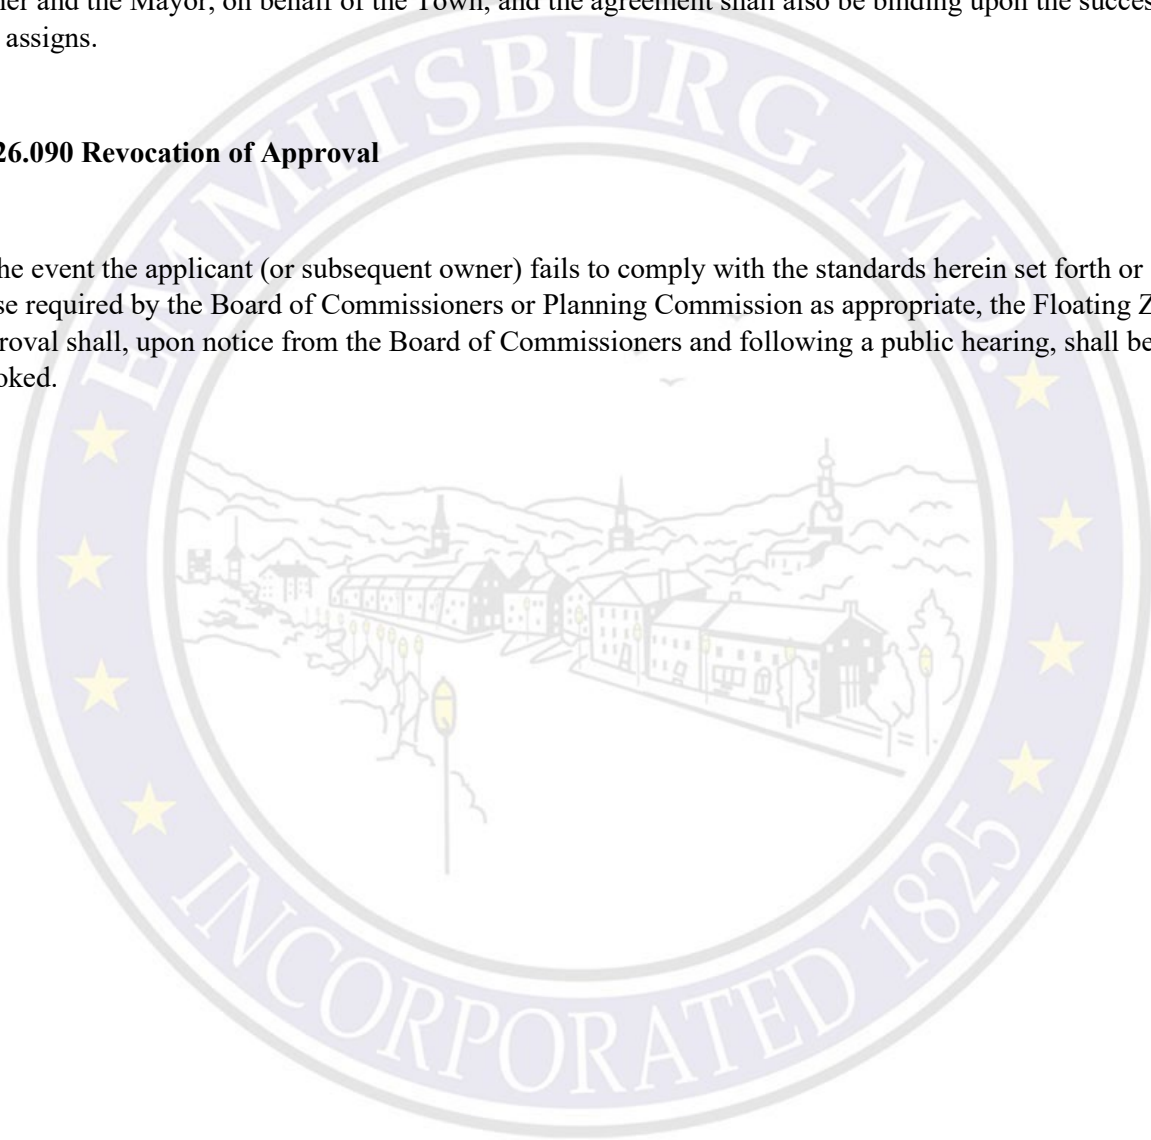 ner and the Mayor, on behalf of the Town, and the agreement shall also be binding upon the succes
assigns.
26.090 Revocation of Approval
he event the applicant (or subsequent owner) fails to comply with the standards herein set forth or
se required by the Board of Commissioners or Planning Commission as appropriate, the Floating Z
roval shall, upon notice from the Board of Commissioners and following a public hearing, shall be
oked.
EMMITSBURG, MD.
INCORPORATED 1825